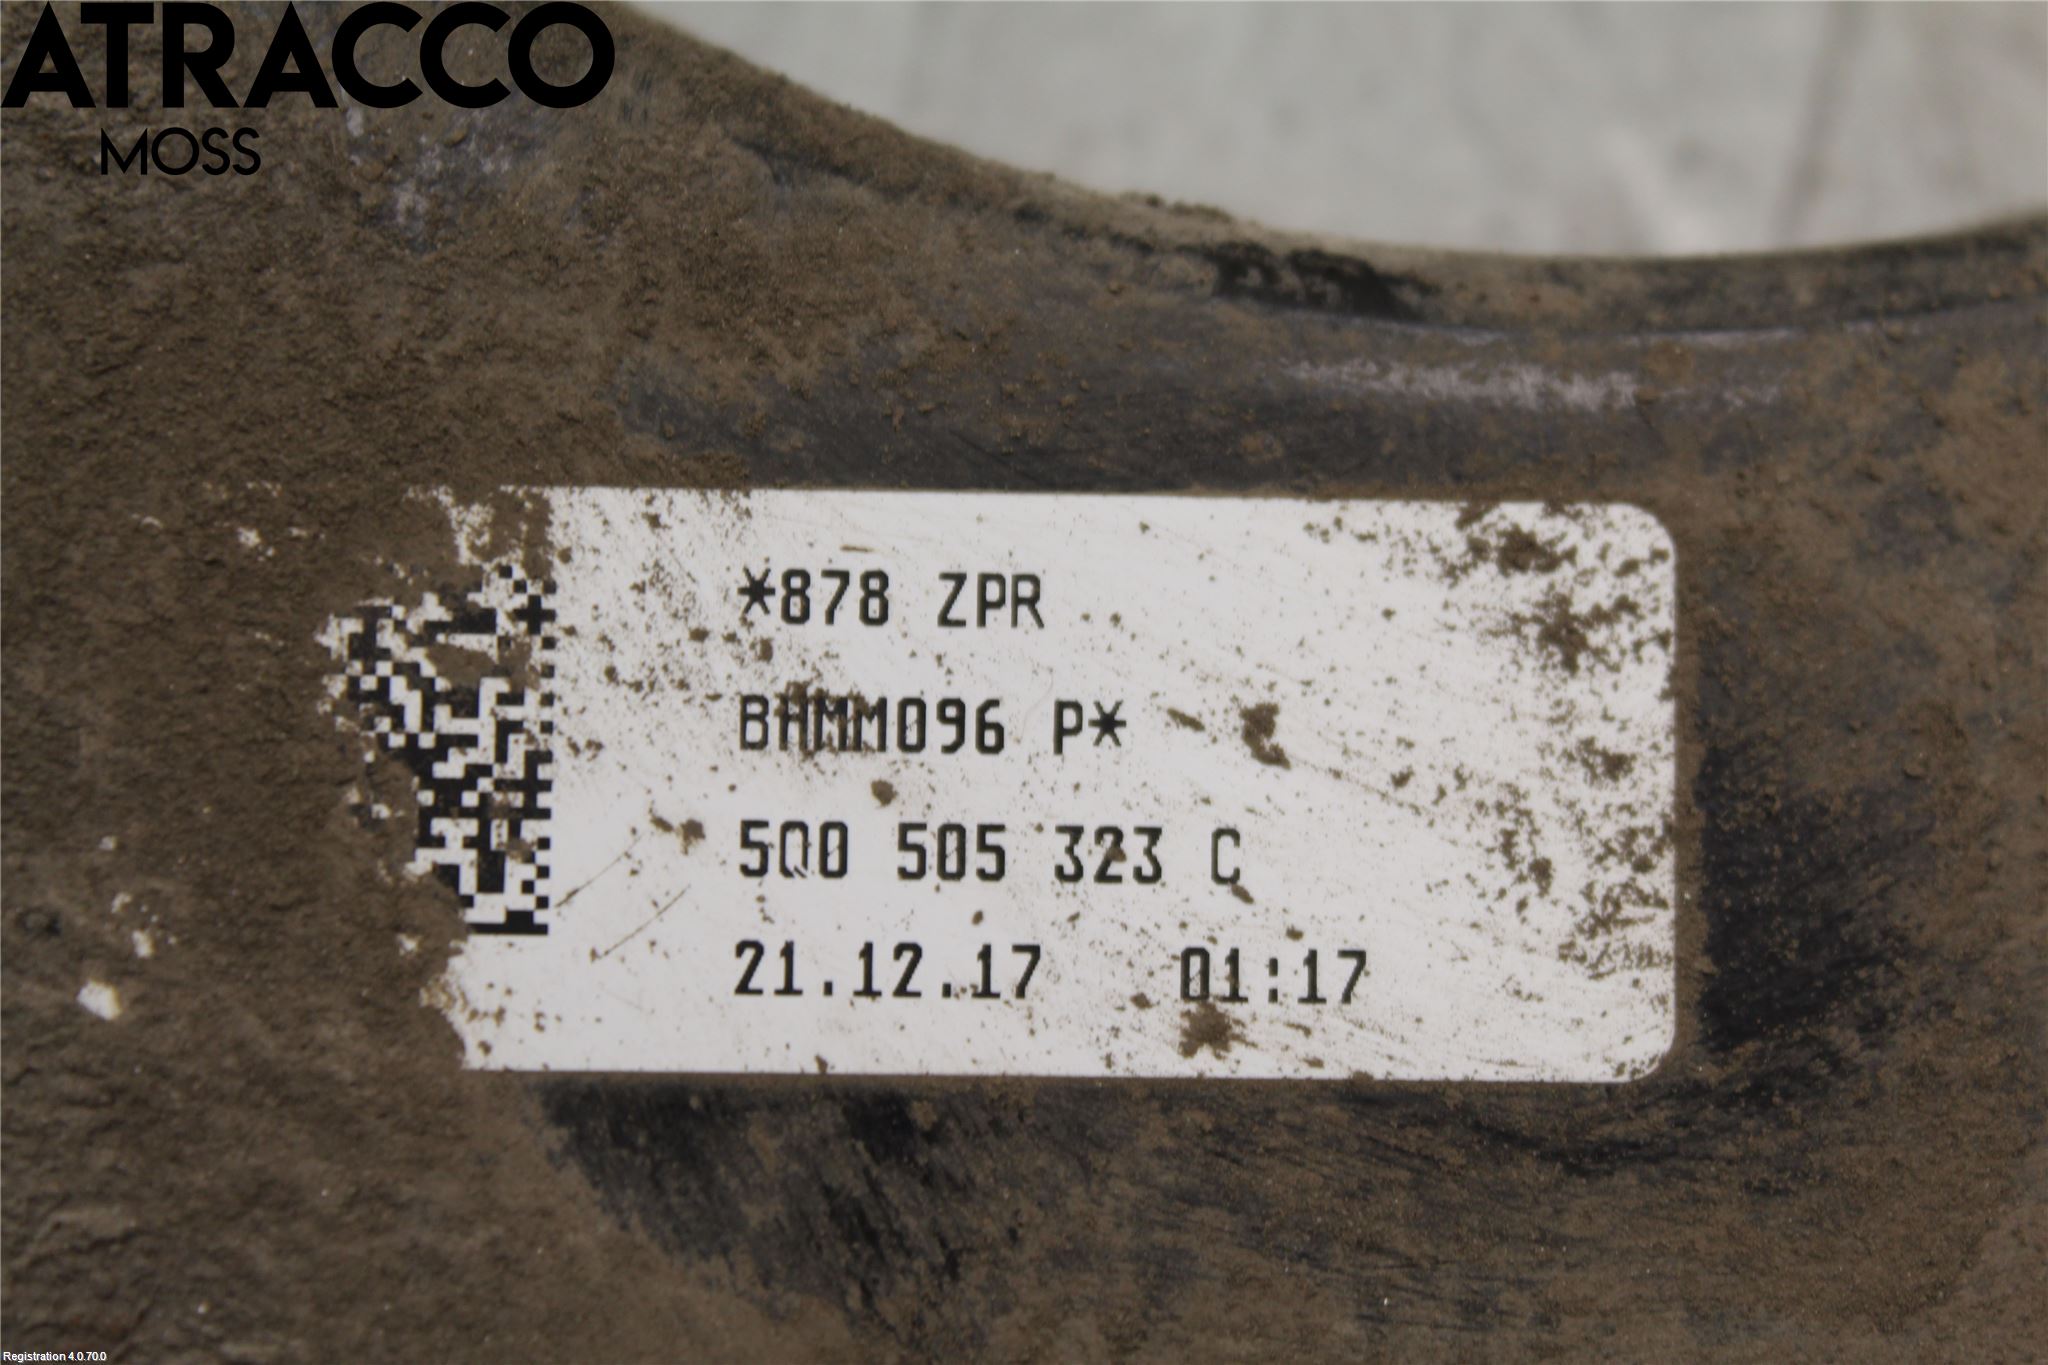 ATRACCO
MOSS
*878 ZPR
BHMM096 P*
5Q0 505 323 C
21.12.17 01:17
Registration 4.0.70.0